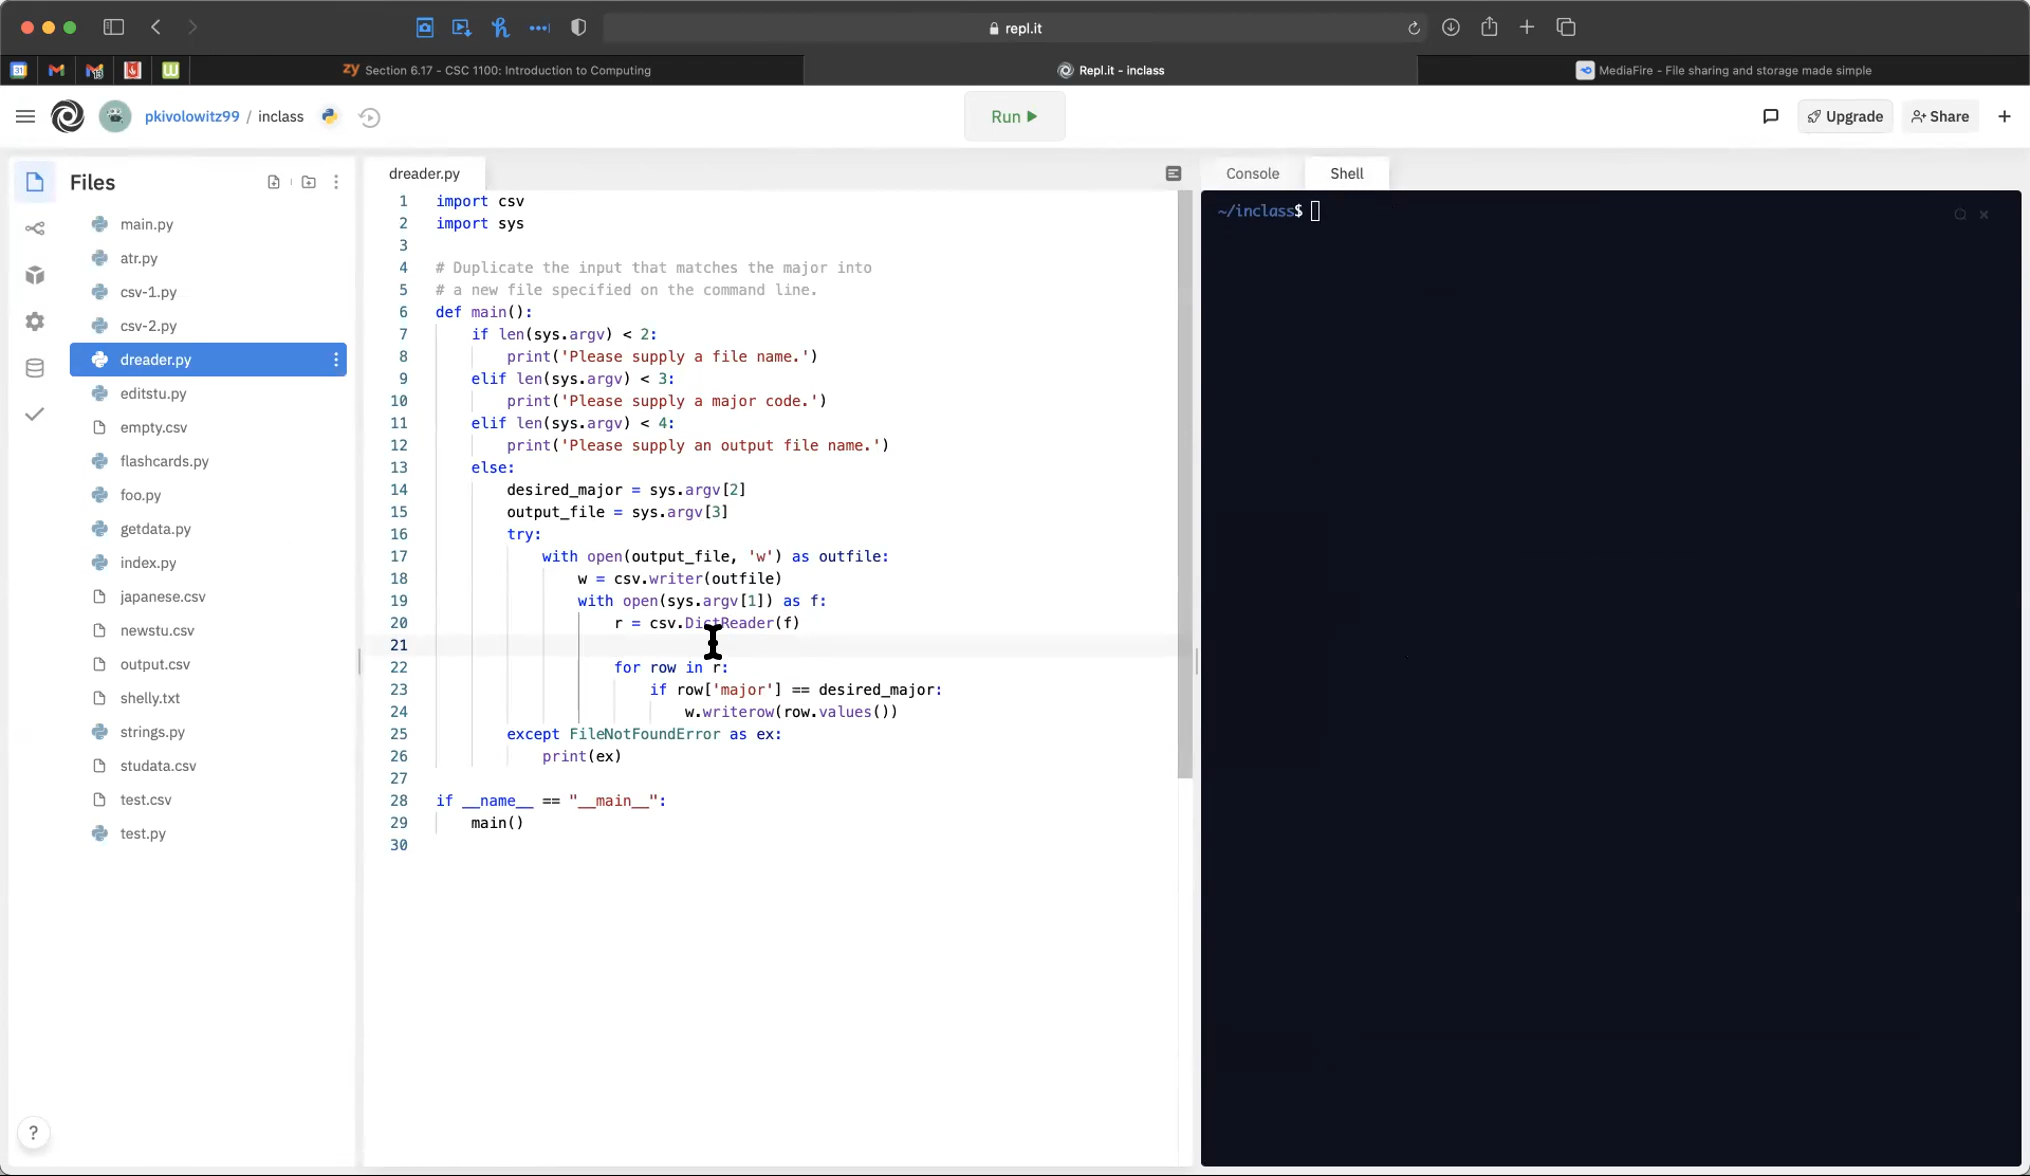 repl.it
31
13
W
zy Section 6.17 - CSC 1100: Introduction to Computing
Repl.it - inclass
MediaFire - File sharing and storage made simple
pkivolowitz99 / inclass
Run
Upgrade
Share
Files
main.py
atr.py
csv-1.py
csv-2.py
dreader.py
editstu.py
empty.csv
flashcards.py
foo.py
getdata.py
index.py
japanese.csv
newstu.csv
output.csv
shelly.txt
strings.py
studata.csv
test.csv
test.py
?
dreader.py
1 import csv
2 import sys
3
4 # Duplicate the input that matches the major into
5 # a new file specified on the command line.
6 def main():
7 if len(sys.argv) < 2:
8 print('Please supply a file name.')
9 elif len(sys.argv) < 3:
10 print('Please supply a major code.')
11 elif len(sys.argv) < 4:
12 print('Please supply an output file name.')
13 else:
14 desired_major = sys.argv[2]
15 output_file = sys.argv[3]
16 try:
17 with open(output_file, 'w') as outfile:
18 w = csv.writer(outfile)
19 with open(sys.argv[1]) as f:
20 r = csv.DictReader(f)
21
22 for row in r:
23 if row['major'] == desired_major:
24 w.writerow(row.values())
25 except FileNotFoundError as ex:
26 print(ex)
27
28 if __name__ == "__main__":
29 main()
30
Console
Shell
~/inclass$